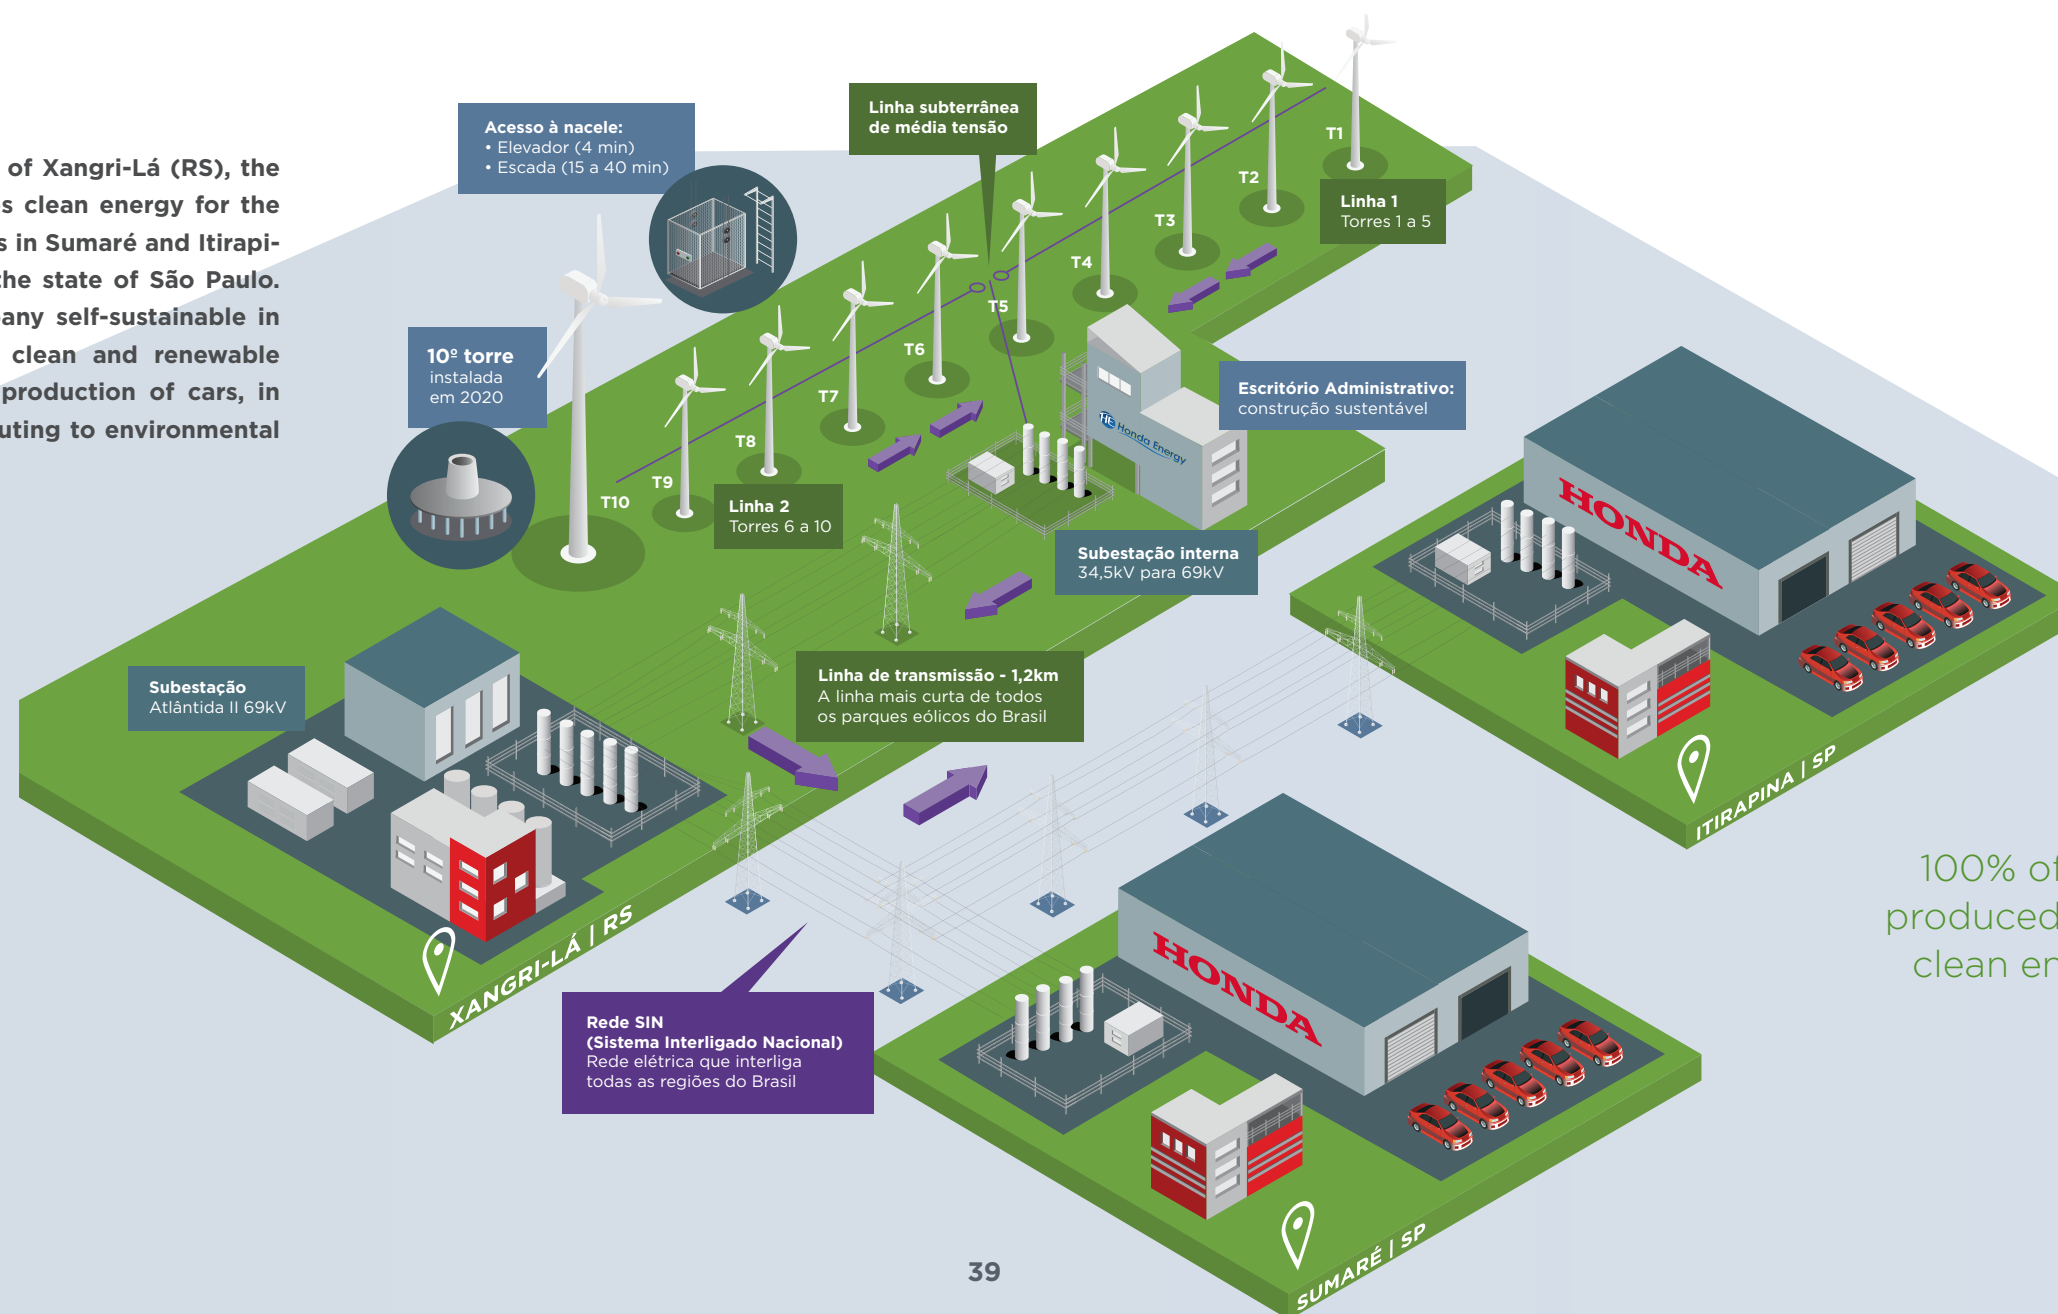 of Xangri-Lá (RS), the
s clean energy for the
s in Sumaré and Itirapi-
the state of São Paulo.
any self-sustainable in
clean and renewable
production of cars, in
uting to environmental
Acesso à nacele:
• Elevador (4 min)
• Escada (15 a 40 min)
Linha subterrânea
de média tensão
10º torre
instalada
em 2020
T1
T2
T3
T4
T5
T6
T7
T8
T9
T10
Linha 1
Torres 1 a 5
Linha 2
Torres 6 a 10
HE Honda Energy
Escritório Administrativo:
construção sustentável
Subestação interna
34,5kV para 69kV
Subestação
Atlântida II 69kV
Linha de transmissão - 1,2km
A linha mais curta de todos
os parques eólicos do Brasil
Rede SIN
(Sistema Interligado Nacional)
Rede elétrica que interliga
todas as regiões do Brasil
XANGRI-LÁ | RS
HONDA
ITIRAPINA | SP
HONDA
SUMARÉ | SP
100% of
produced
clean en
39